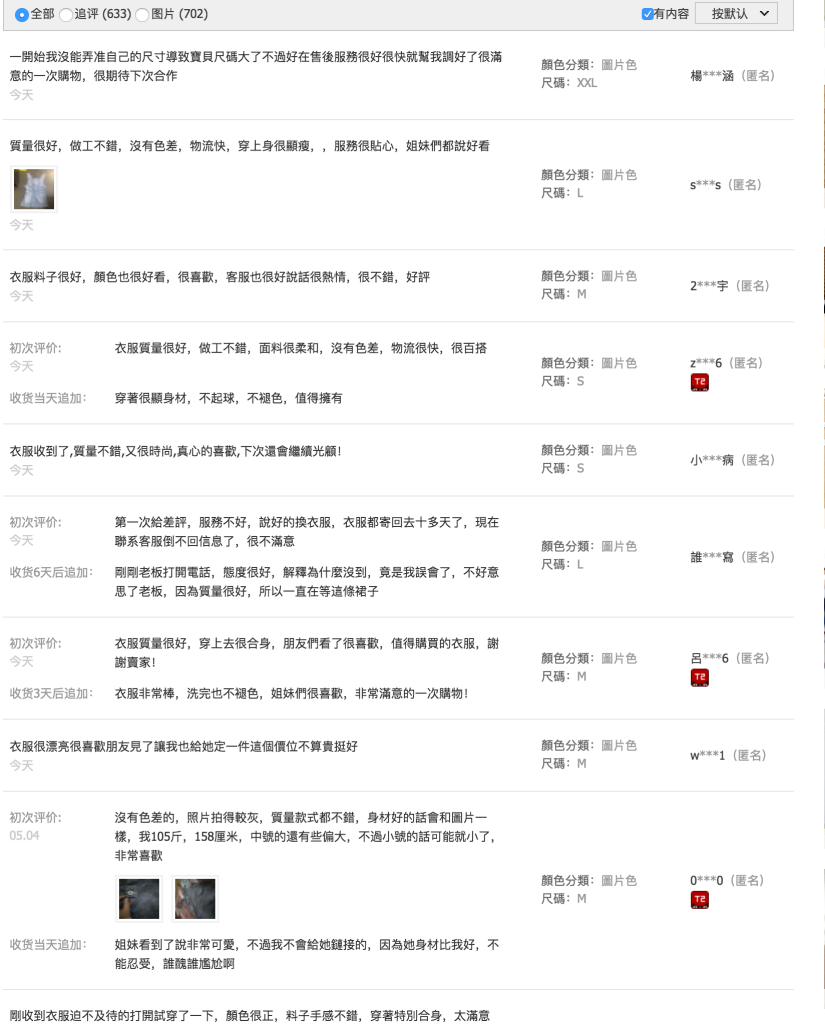 全部 追评 (633) 图片 (702) 有内容 按默认
一開始我沒能弄准自己的尺寸導致寶貝尺碼大了不過好在售後服務很好很快就幫我調好了很滿
意的一次購物，很期待下次合作
今天
顏色分類：圖片色
尺碼：XXL
楊***涵（匿名）
質量很好，做工不錯，沒有色差，物流快，穿上身很顯瘦，，服務很貼心，姐妹們都說好看
今天
顏色分類：圖片色
尺碼：L
s***s（匿名）
衣服料子很好，顏色也很好看，很喜歡，客服也很好說話很熱情，很不錯，好評
今天
顏色分類：圖片色
尺碼：M
2***宇（匿名）
初次评价: 衣服質量很好，做工不錯，面料很柔和，沒有色差，物流很快，很百搭
今天
收货当天追加: 穿著很顯身材，不起球，不褪色，值得擁有
顏色分類：圖片色
尺碼：S
z***6（匿名）
T2
衣服收到了,質量不錯,又很時尚,真心的喜歡,下次還會繼續光顧!
今天
顏色分類：圖片色
尺碼：S
小***病（匿名）
初次评价: 第一次給差評，服務不好，說好的換衣服，衣服都寄回去十多天了，現在
今天
聯系客服倒不回信息了，很不滿意
收货6天后追加: 剛剛老板打開電話，態度很好，解釋為什麼沒到，竟是我誤會了，不好意
思了老板，因為質量很好，所以一直在等這條裙子
顏色分類：圖片色
尺碼：L
誰***寫（匿名）
初次评价: 衣服質量很好，穿上去很合身，朋友們看了很喜歡，值得購買的衣服，謝
今天
謝賣家!
收货3天后追加: 衣服非常棒，洗完也不褪色，姐妹們很喜歡，非常滿意的一次購物!
顏色分類：圖片色
尺碼：M
呂***6（匿名）
T2
衣服很漂亮很喜歡朋友見了讓我也給她定一件這個價位不算貴挺好
今天
顏色分類：圖片色
尺碼：M
w***1（匿名）
初次评价: 沒有色差的，照片拍得較灰，質量款式都不錯，身材好的話會和圖片一
05.04
樣，我105斤，158厘米，中號的還有些偏大，不過小號的話可能就小了，
非常喜歡
收货当天追加: 姐妹看到了說非常可愛，不過我不會給她鏈接的，因為她身材比我好，不
能忍受，誰醜誰尷尬啊
顏色分類：圖片色
尺碼：M
0***0（匿名）
T2
剛收到衣服迫不及待的打開試穿了一下，顏色很正，料子手感不錯，穿著特別合身，太滿意